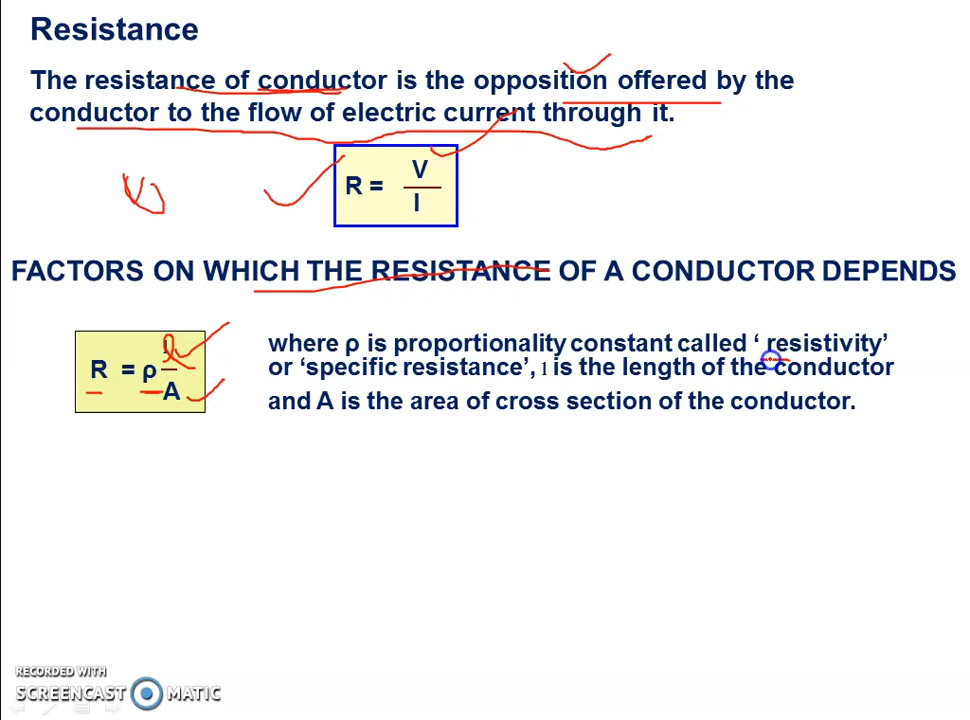 Resistance
The resistance of conductor is the opposition offered by the
conductor to the flow of electric current through it.
R = V
I
FACTORS ON WHICH THE RESISTANCE OF A CONDUCTOR DEPENDS
R = ρ l
A
where ρ is proportionality constant called ‘ resistivity’
or ‘specific resistance’, l is the length of the conductor
and A is the area of cross section of the conductor.
RECORDED WITH
SCREENCAST MATIC